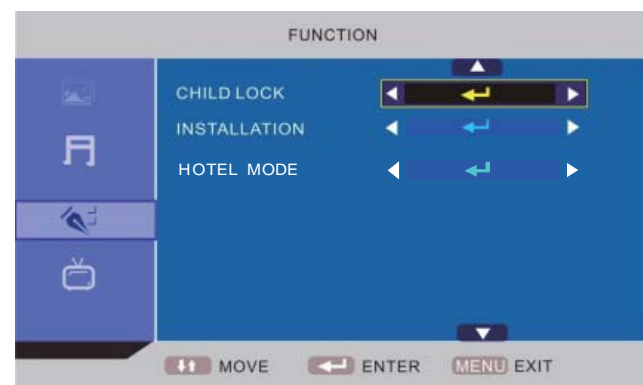 FUNCTION
CHILD LOCK
INSTALLATION
HOTEL MODE
MOVE ENTER MENU EXIT